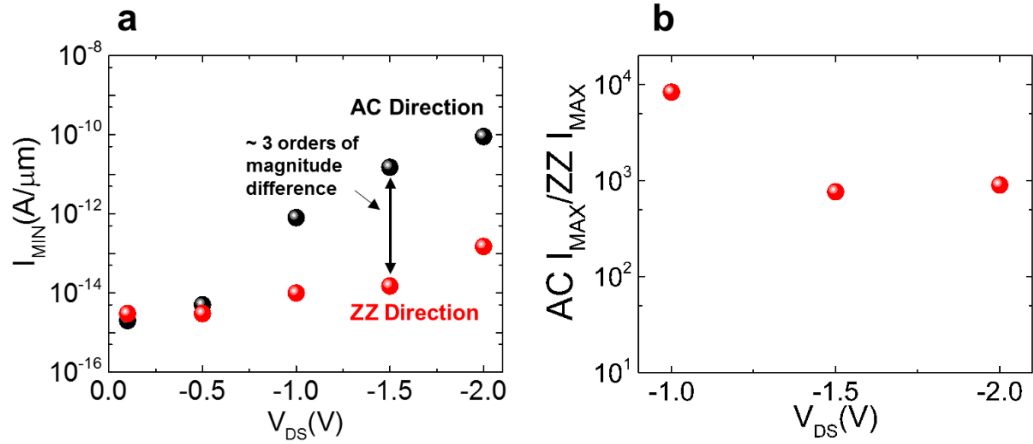 a
10^-8
10^-10
10^-12
10^-14
10^-16
I_MIN(A/μm)
AC Direction
~ 3 orders of
magnitude
difference
ZZ Direction
0.0 -0.5 -1.0 -1.5 -2.0
V_DS(V)
b
10^4
10^3
10^2
10^1
AC I_MAX/ZZ I_MAX
-1.0 -1.5 -2.0
V_DS(V)